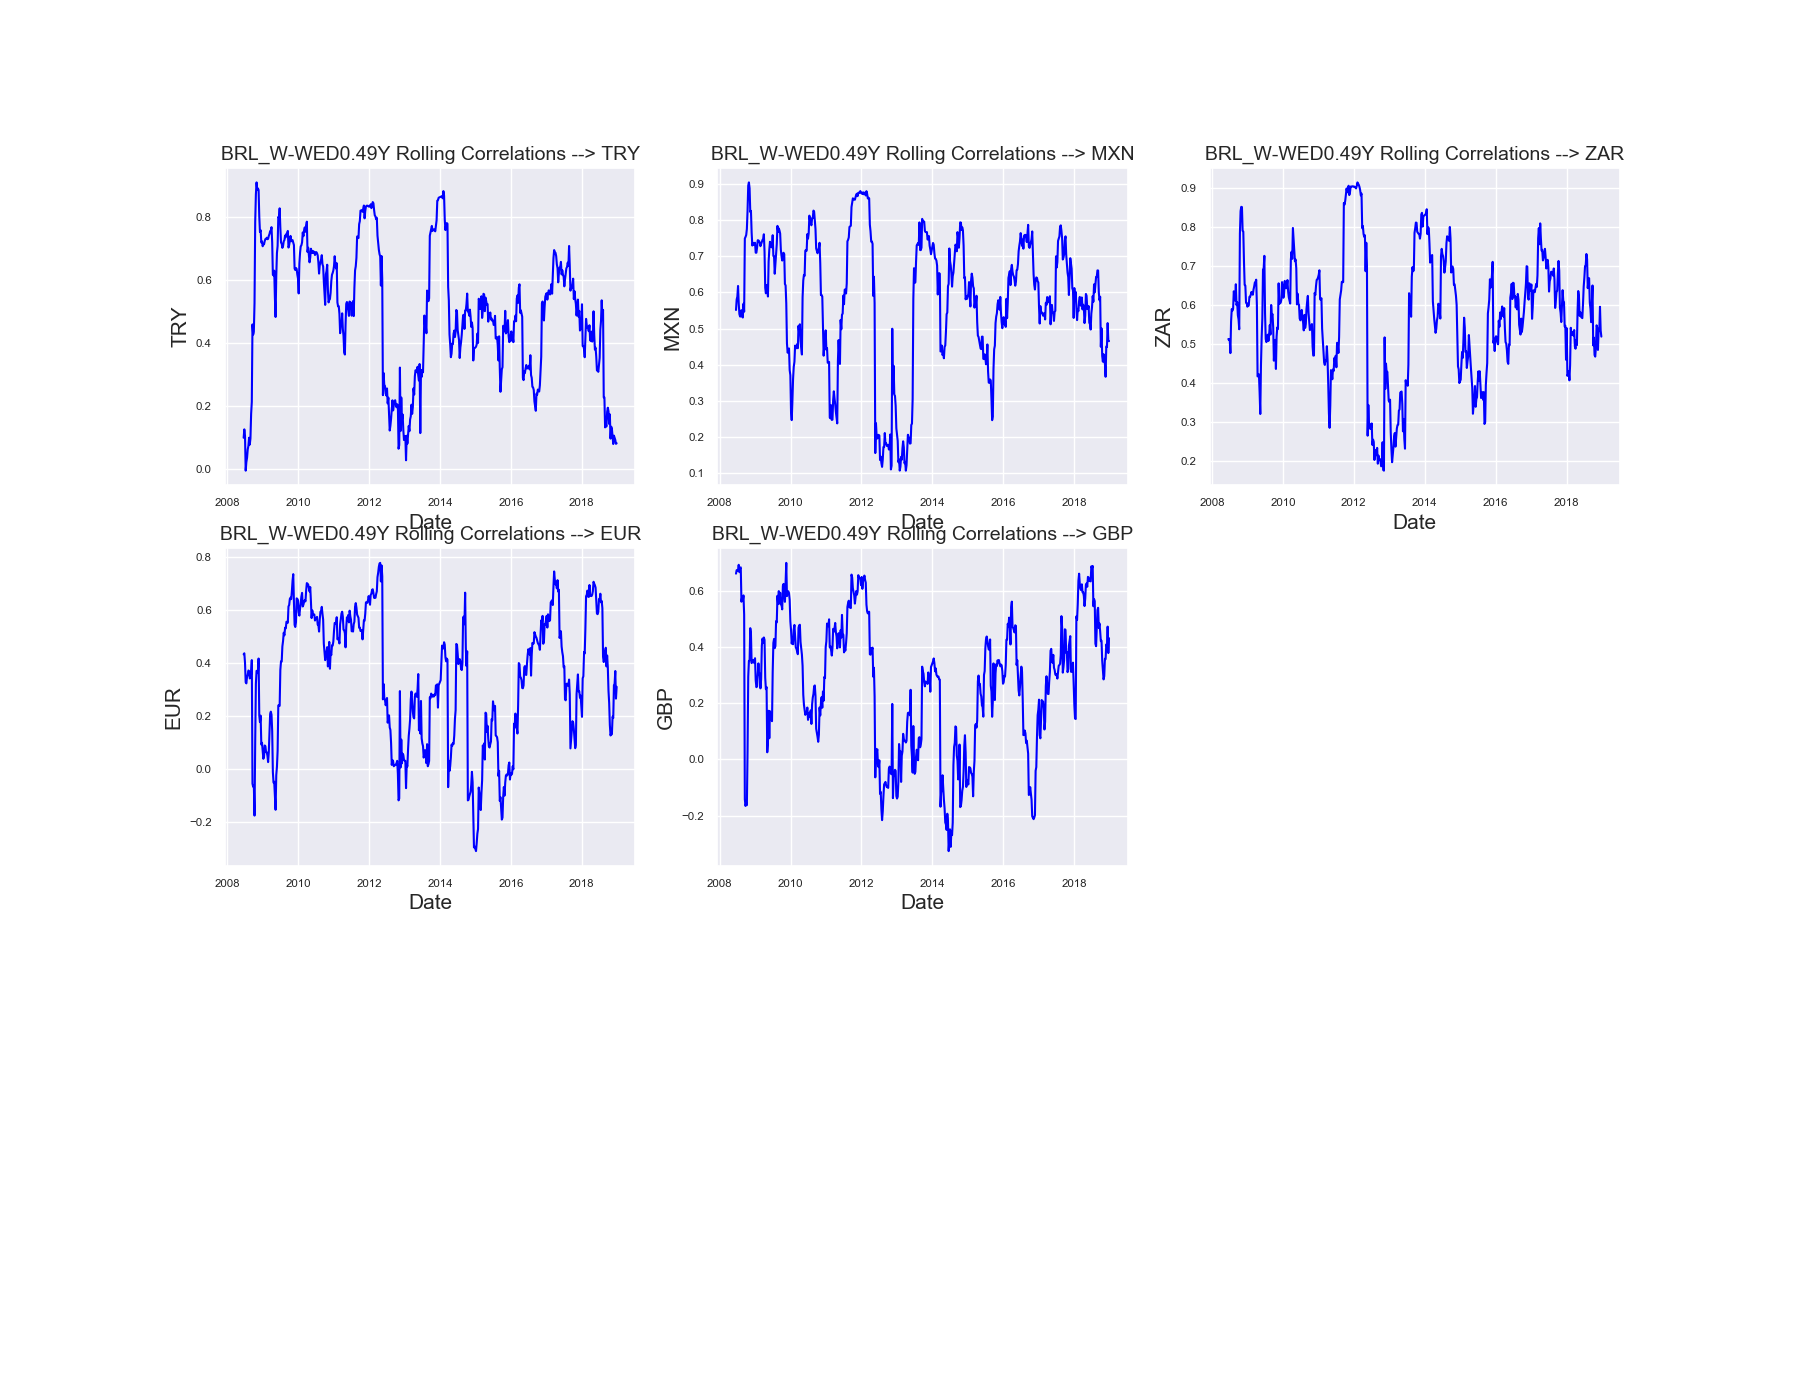 BRL_W-WED0.49Y Rolling Correlations --> TRY
TRY
0.8
0.6
0.4
0.2
0.0
2008 2010 2012 2014 2016 2018
Date
BRL_W-WED0.49Y Rolling Correlations --> MXN
MXN
0.9
0.8
0.7
0.6
0.5
0.4
0.3
0.2
0.1
2008 2010 2012 2014 2016 2018
Date
BRL_W-WED0.49Y Rolling Correlations --> ZAR
ZAR
0.9
0.8
0.7
0.6
0.5
0.4
0.3
0.2
2008 2010 2012 2014 2016 2018
Date
BRL_W-WED0.49Y Rolling Correlations --> EUR
EUR
0.8
0.6
0.4
0.2
0.0
−0.2
2008 2010 2012 2014 2016 2018
Date
BRL_W-WED0.49Y Rolling Correlations --> GBP
GBP
0.6
0.4
0.2
0.0
−0.2
2008 2010 2012 2014 2016 2018
Date